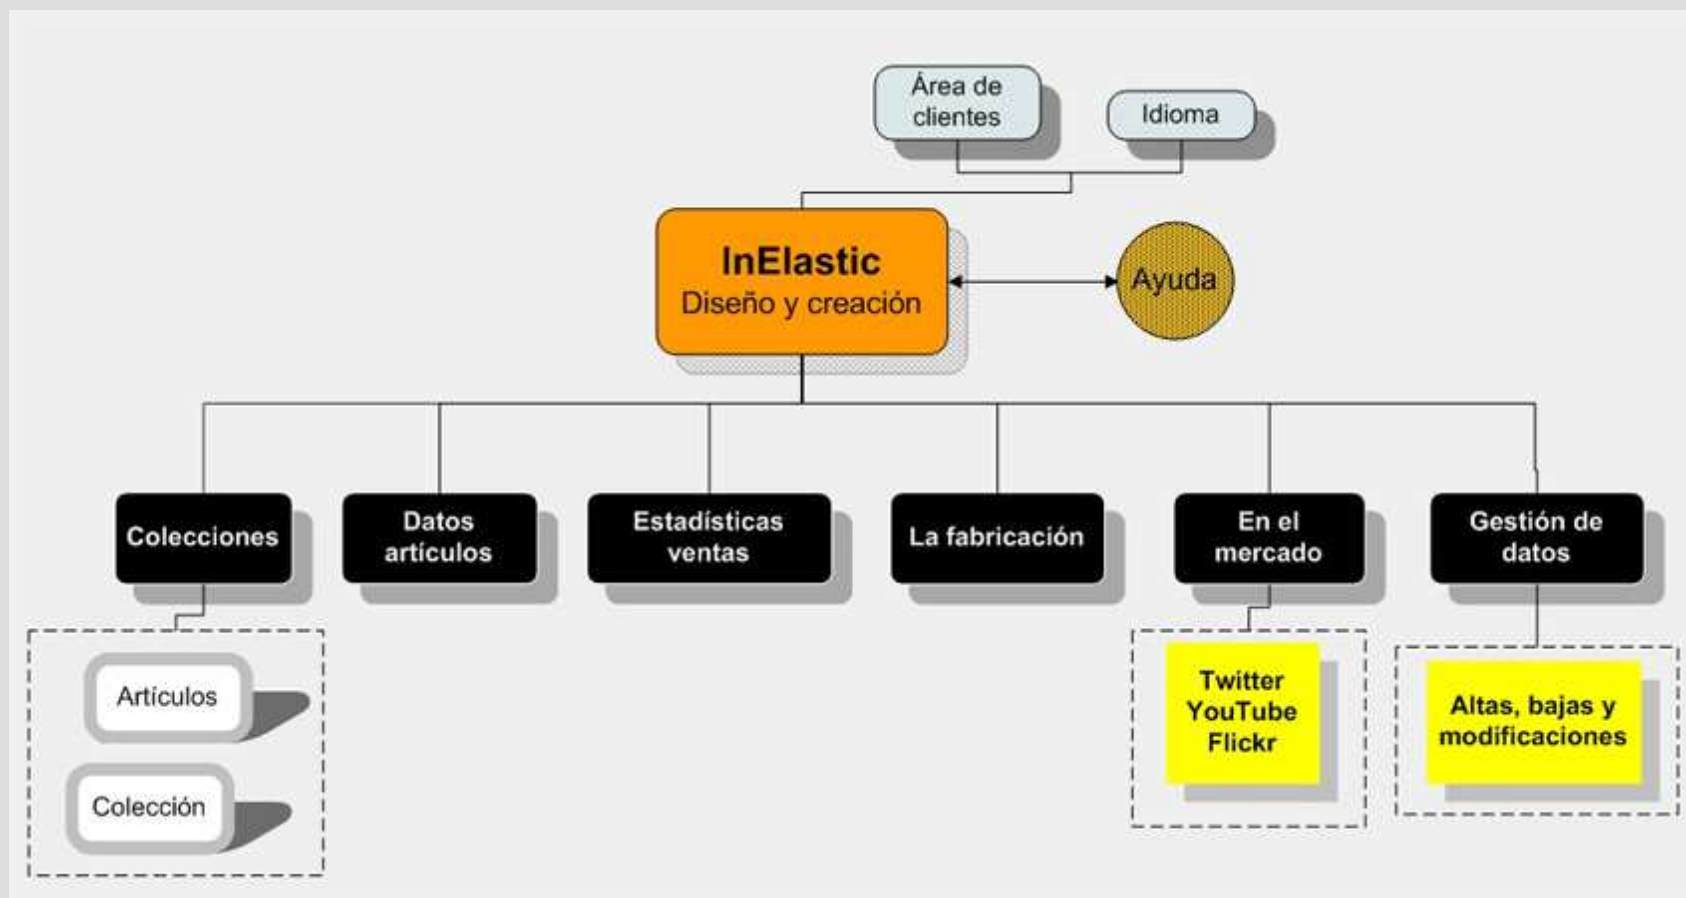 Área de
clientes
Idioma
InElastic
Diseño y creación
Ayuda
Colecciones
Datos
artículos
Estadísticas
ventas
La fabricación
En el
mercado
Gestión de
datos
Artículos
Colección
Twitter
YouTube
Flickr
Altas, bajas y
modificaciones